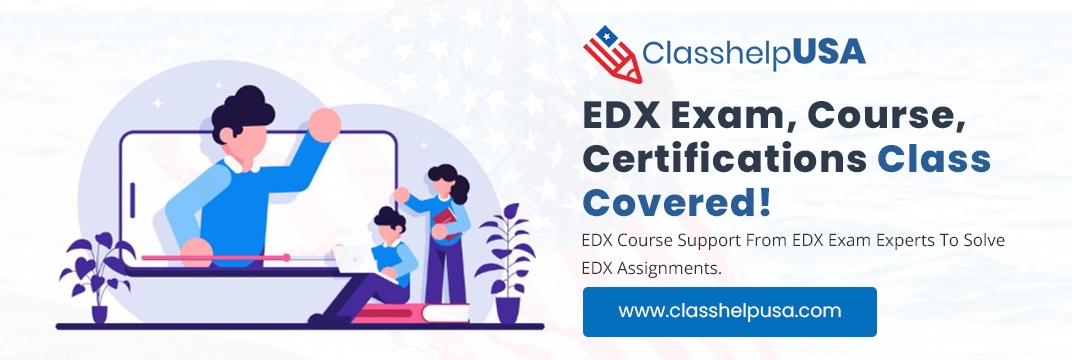 ClasshelpUSA
EDX Exam, Course,
Certifications Class
Covered!
EDX Course Support From EDX Exam Experts To Solve
EDX Assignments.
www.classhelpusa.com